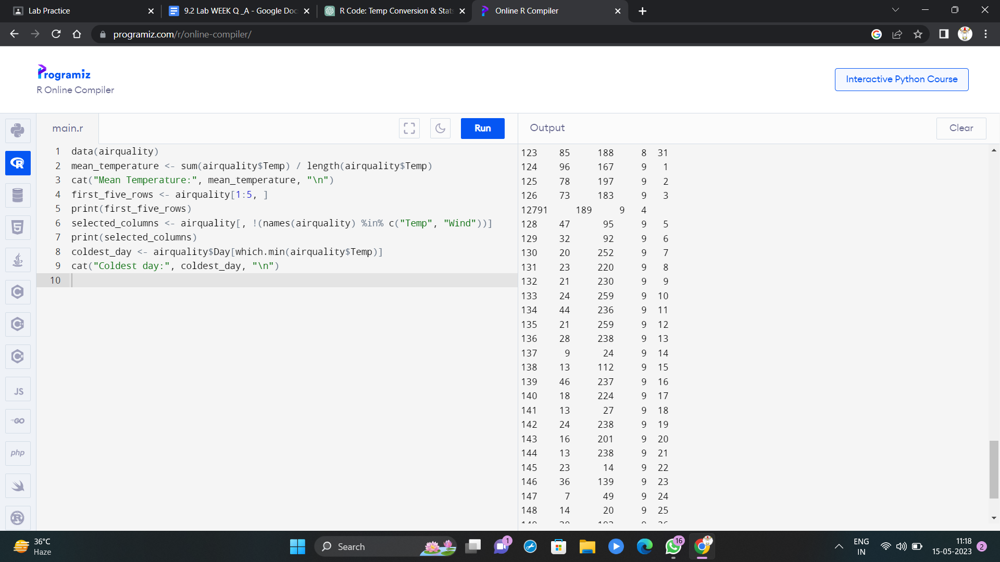 Lab Practice
9.2 Lab WEEK Q _A - Google Doc
R Code: Temp Conversion & Stats
Online R Compiler
programiz.com/r/online-compiler/
Programiz
R Online Compiler
Interactive Python Course
main.r
Run
Output
Clear
1 data(airquality)
2 mean_temperature <- sum(airquality$Temp) / length(airquality$Temp)
3 cat("Mean Temperature:", mean_temperature, "\n")
4 first_five_rows <- airquality[1:5, ]
5 print(first_five_rows)
6 selected_columns <- airquality[, !(names(airquality) %in% c("Temp", "Wind"))]
7 print(selected_columns)
8 coldest_day <- airquality$Day[which.min(airquality$Temp)]
9 cat("Coldest day:", coldest_day, "\n")
10
123 85 188 8 31
124 96 167 9 1
125 78 197 9 2
126 73 183 9 3
12791 189 9 4
128 47 95 9 5
129 32 92 9 6
130 20 252 9 7
131 23 220 9 8
132 21 230 9 9
133 24 259 9 10
134 44 236 9 11
135 21 259 9 12
136 28 238 9 13
137 9 24 9 14
138 13 112 9 15
139 46 237 9 16
140 18 224 9 17
141 13 27 9 18
142 24 238 9 19
143 16 201 9 20
144 13 238 9 21
145 23 14 9 22
146 36 139 9 23
147 7 49 9 24
148 14 20 9 25
JS
GO
php
36°C
Haze
Search
1
16
ENG
IN
11:18
15-05-2023
2